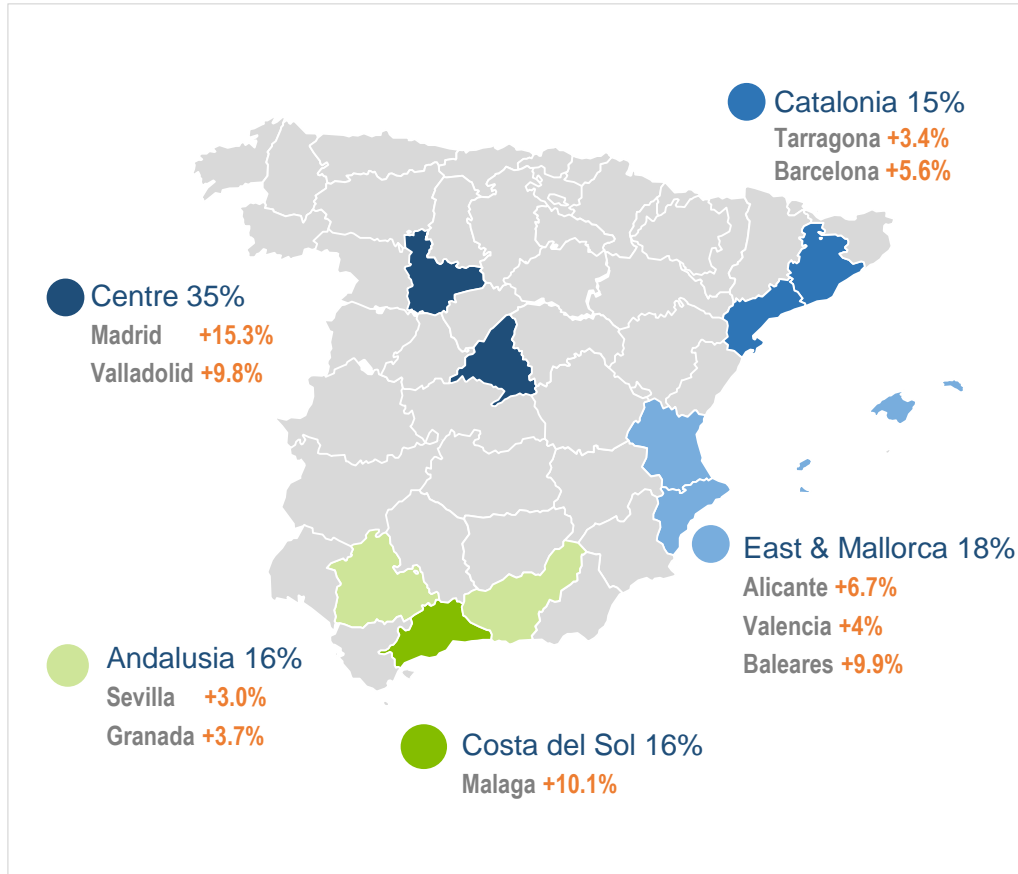 Catalonia 15%
Tarragona +3.4%
Barcelona +5.6%
Centre 35%
Madrid +15.3%
Valladolid +9.8%
East & Mallorca 18%
Alicante +6.7%
Valencia +4%
Baleares +9.9%
Andalusia 16%
Sevilla +3.0%
Granada +3.7%
Costa del Sol 16%
Malaga +10.1%